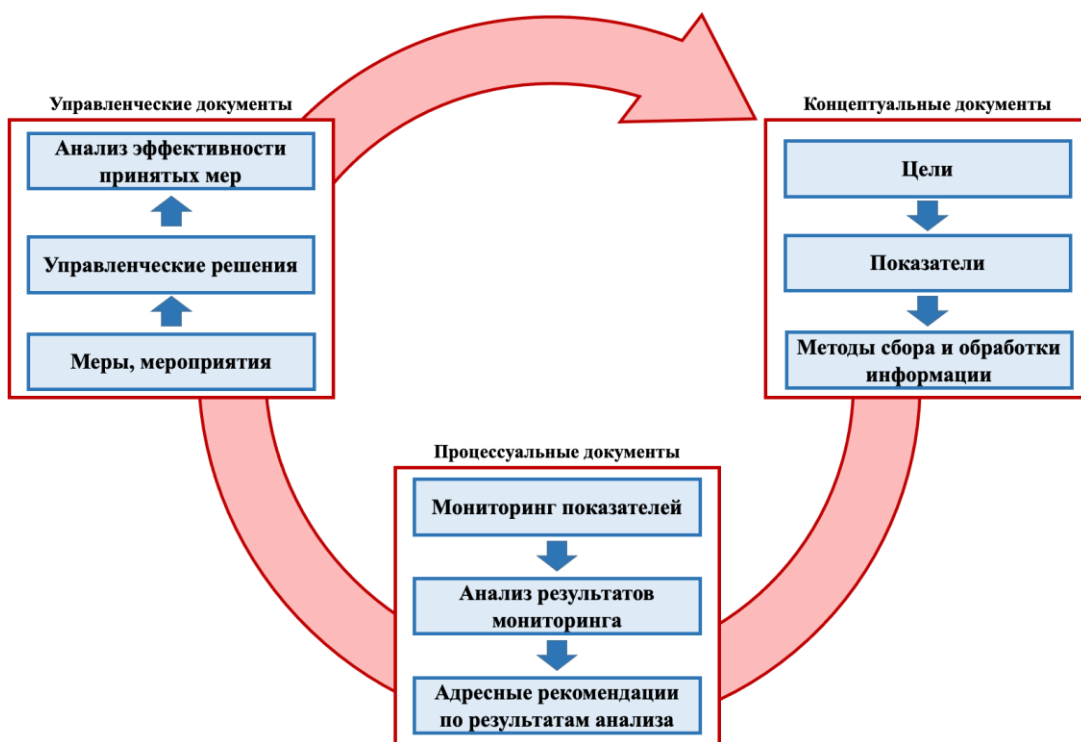 Управленческие документы
Анализ эффективности
принятых мер
Управленческие решения
Меры, мероприятия
Концептуальные документы
Цели
Показатели
Методы сбора и обработки
информации
Процессуальные документы
Мониторинг показателей
Анализ результатов
мониторинга
Адресные рекомендации
по результатам анализа